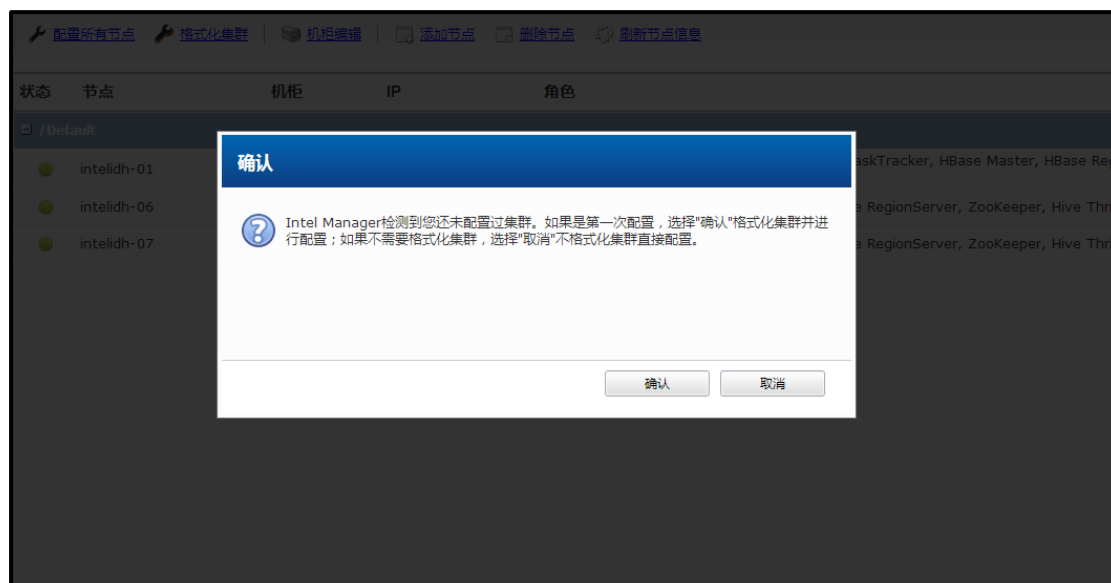 配置所有节点 格式化集群 机柜编辑 添加节点 删除节点 刷新节点信息
状态 节点 机柜 IP 角色
/Default
确认
intelidh-01 askTracker, HBase Master, HBase Re
intelidh-06 e RegionServer, ZooKeeper, Hive Thr
intelidh-07 e RegionServer, ZooKeeper, Hive Thr
Intel Manager检测到您还未配置过集群。如果是第一次配置，选择"确认"格式化集群并进
行配置；如果不需要格式化集群，选择"取消"不格式化集群直接配置。
确认 取消